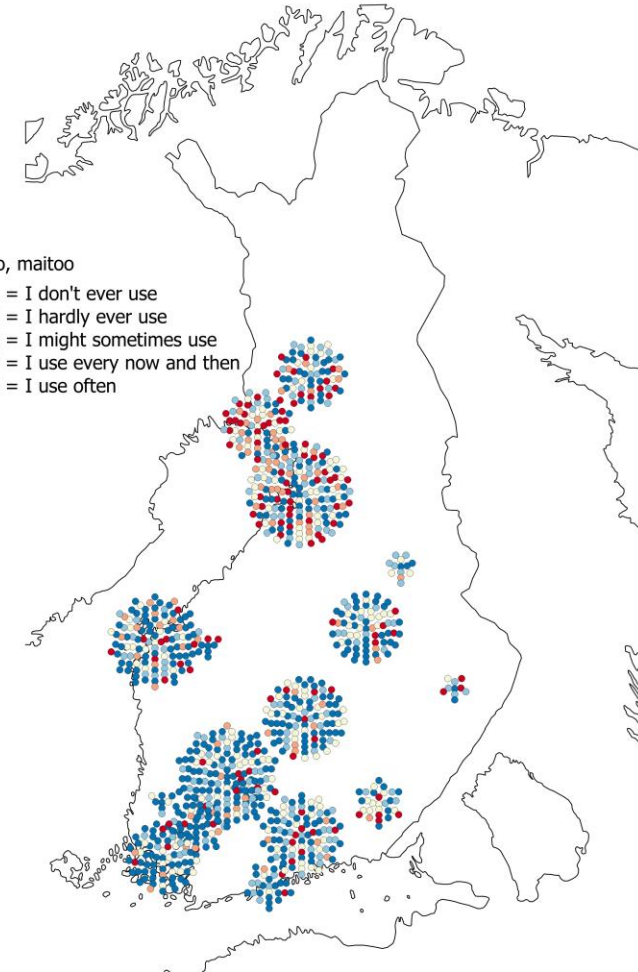 o, maitoo
= I don't ever use
= I hardly ever use
= I might sometimes use
= I use every now and then
= I use often